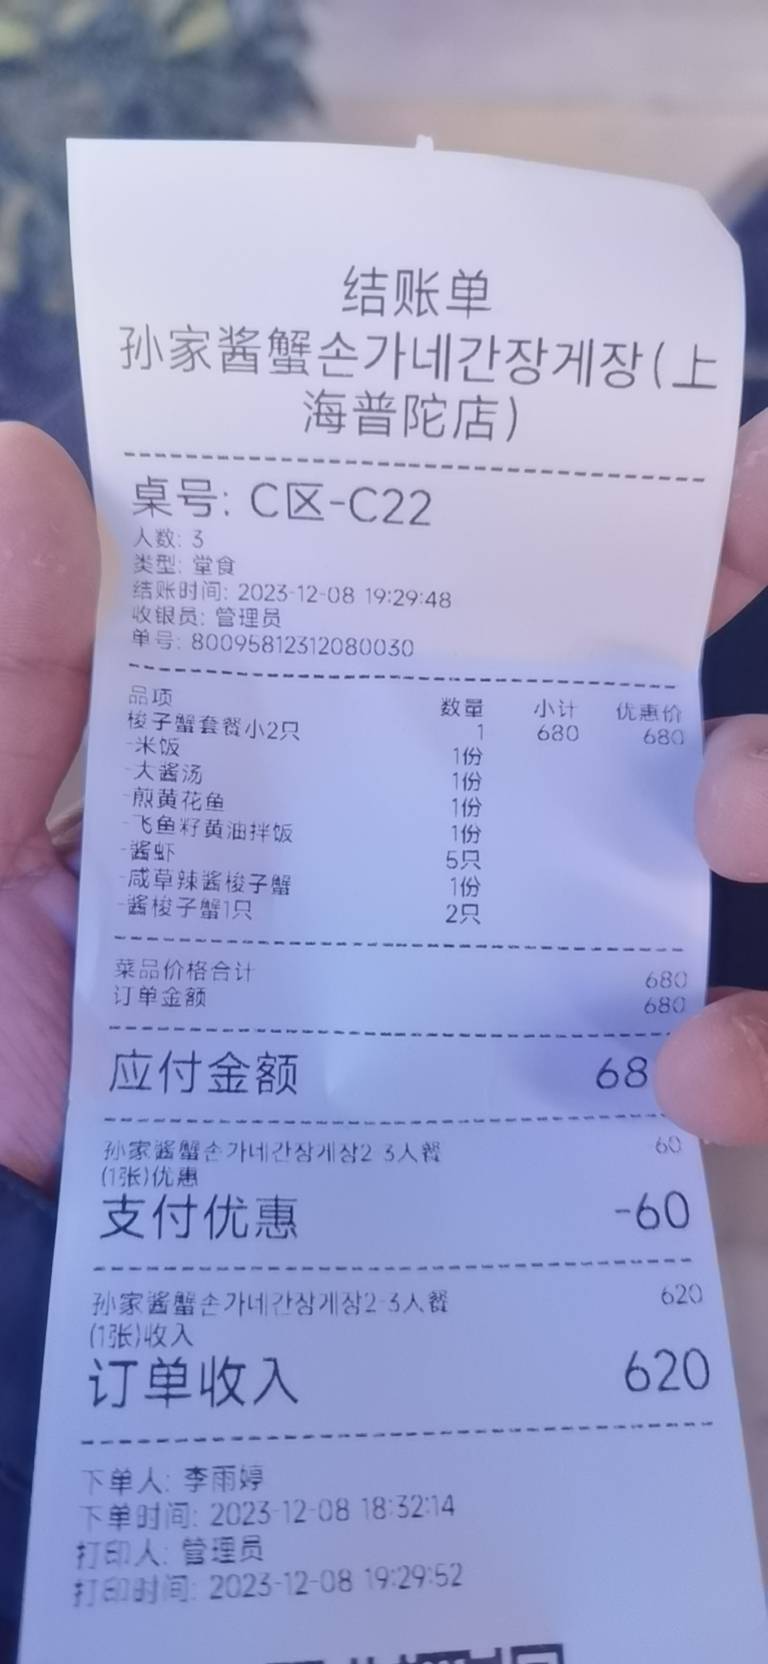 结账单
孙家酱蟹손가네간장게장(上
海普陀店)
桌号: C区-C22
人数: 3
类型: 堂食
结账时间: 2023-12-08 19:29:48
收银员: 管理员
单号: 80095812312080030
品项 数量 小计 优惠价
梭子蟹套餐小2只 1 680 680
-米饭 1份
-大酱汤 1份
-煎黄花鱼 1份
-飞鱼籽黄油拌饭 1份
-酱虾 5只
-咸草辣酱梭子蟹 1份
-酱梭子蟹1只 2只
菜品价格合计 680
订单金额 680
应付金额 68
孙家酱蟹손가네간장게장2-3人餐 60
(1张)优惠
支付优惠 -60
孙家酱蟹손가네간장게장2-3人餐 620
(1张)收入
订单收入 620
下单人: 李雨婷
下单时间: 2023-12-08 18:32:14
打印人: 管理员
打印时间: 2023-12-08 19:29:52